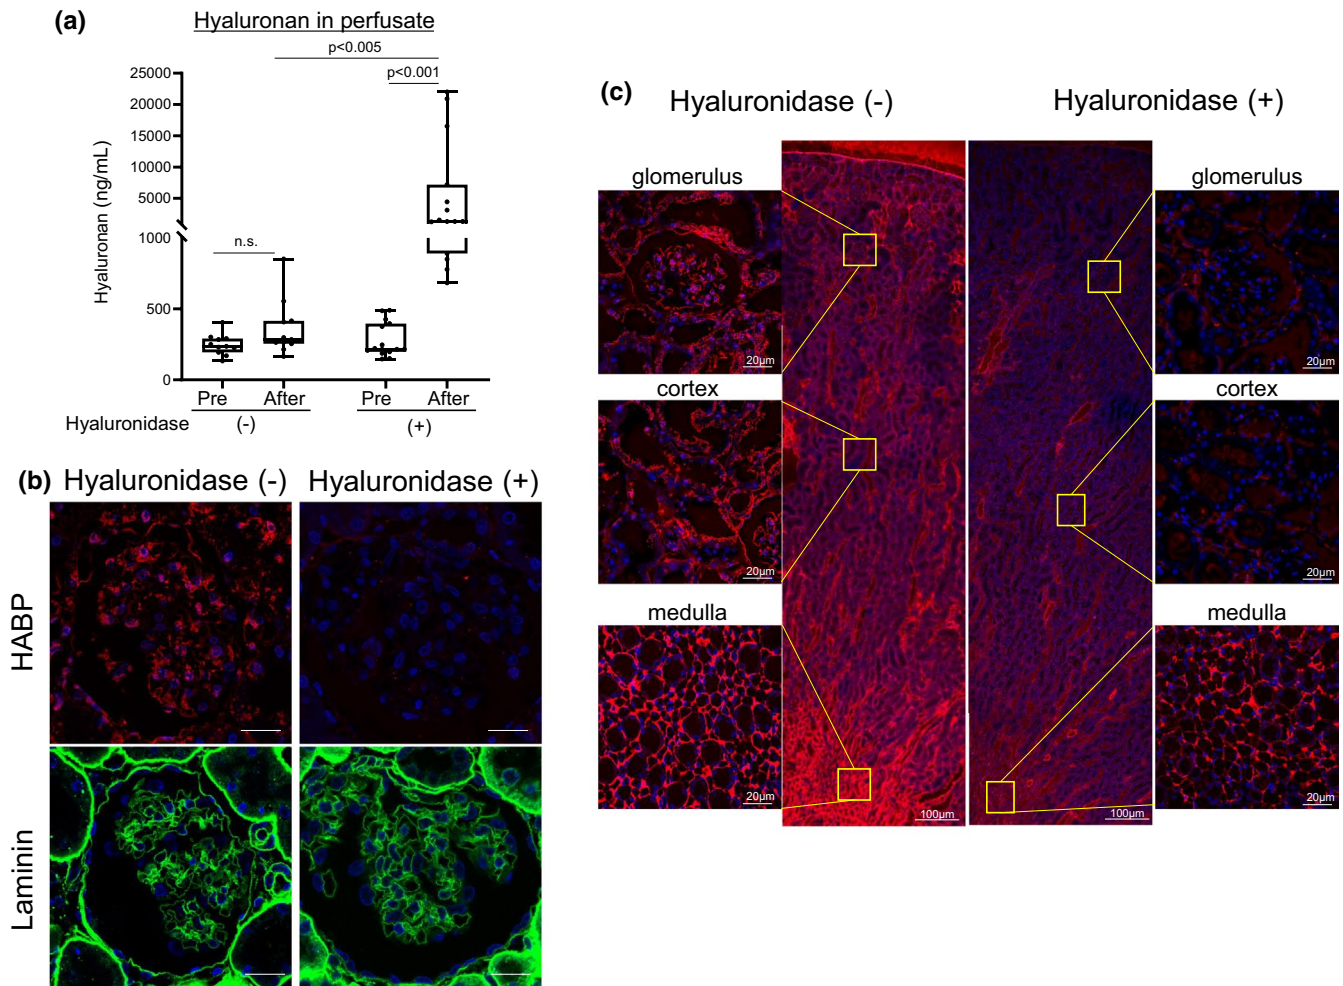 (a)
Hyaluronan in perfusate
p<0.005
p<0.001
n.s.
Hyaluronan (ng/mL)
25000
20000
15000
10000
5000
1000
500
0
Pre After Pre After
Hyaluronidase (-) (+)
(b) Hyaluronidase (-) Hyaluronidase (+)
HABP
Laminin
(c)
Hyaluronidase (-) Hyaluronidase (+)
glomerulus
20µm
cortex
20µm
medulla
20µm
100µm
100µm
glomerulus
20µm
cortex
20µm
medulla
20µm